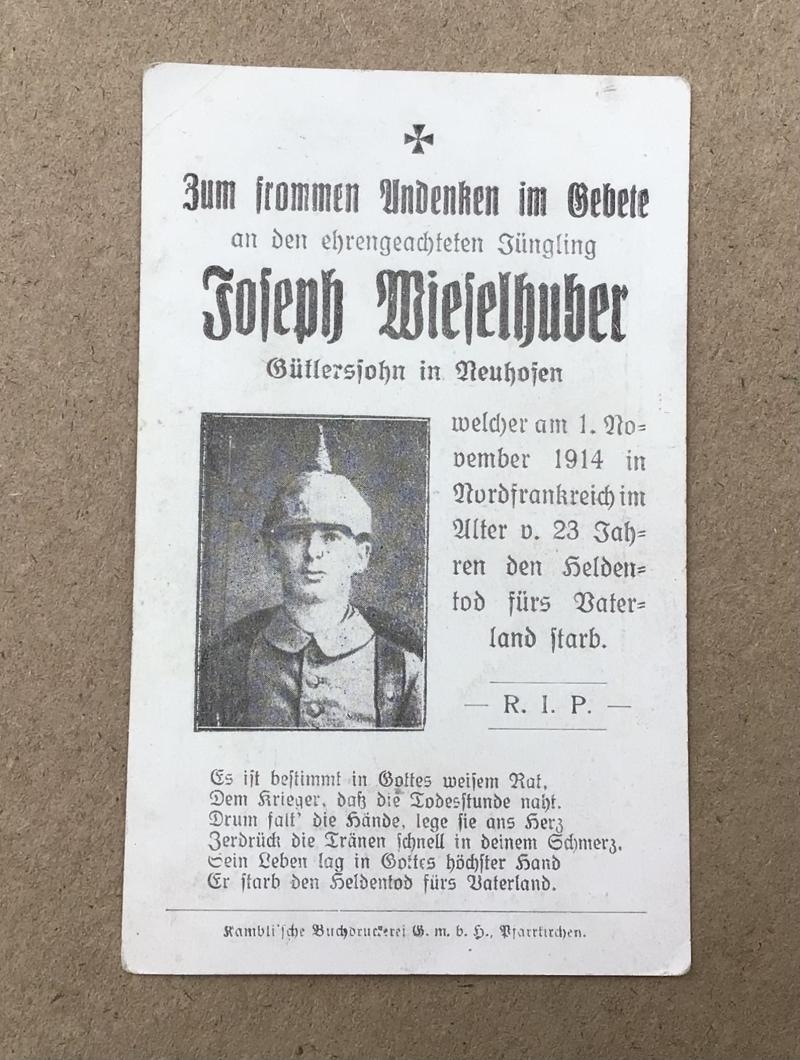 Zum frommen Andenken im Gebete
an den ehrengeachteten Jüngling
Joseph Wieselhuber
Gütlerssohn in Neuhofen
welcher am 1. No=
vember 1914 in
Nordfrankreich im
Alter v. 23 Jah=
ren den Helden=
tod fürs Vater=
land starb.
— R. I. P. —
Es ist bestimmt in Gottes weisem Rat,
Dem Krieger, daß die Todesstunde naht.
Drum falt' die Hände, lege sie ans Herz
Zerdrück die Tränen schnell in deinem Schmerz.
Sein Leben lag in Gottes höchster Hand
Er starb den Heldentod fürs Vaterland.
Kambli'sche Buchdruckerei G. m. b. H., Pfarrkirchen.